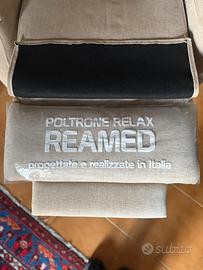 POLTRONE RELAX
REAMED
progettate e realizzate in Italia
subito